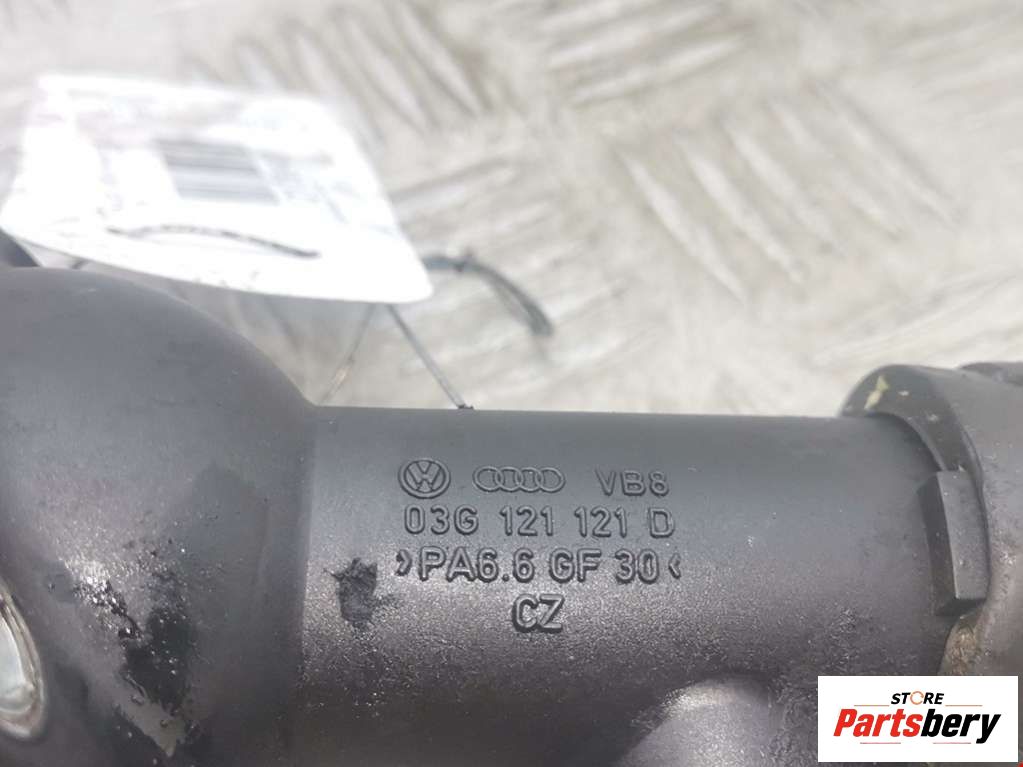 VB8
03G 121 121 D
>PA6.6 GF 30<
CZ
STORE
Partsbery